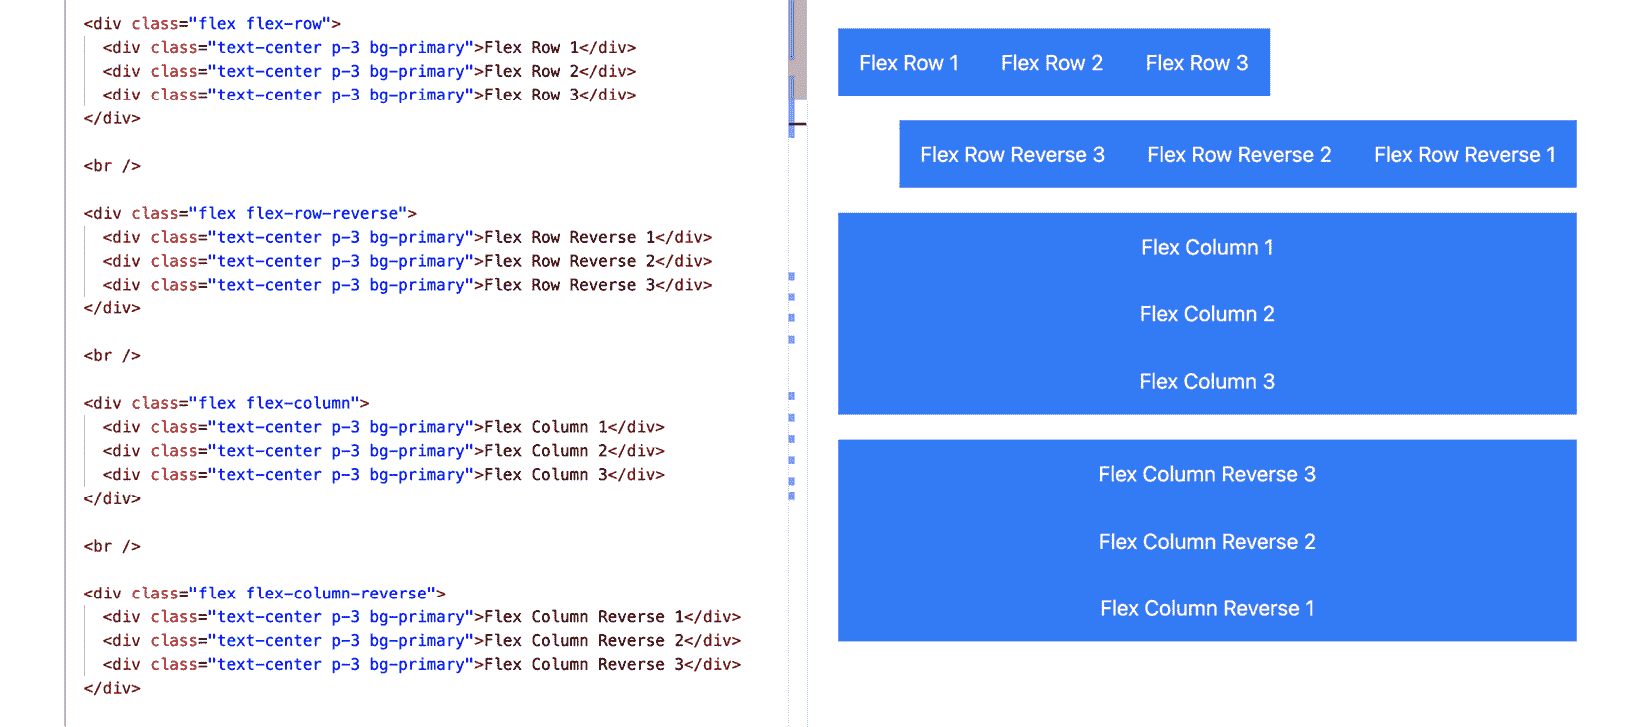 <div class="flex flex-row">
<div class="text-center p-3 bg-primary">Flex Row 1</div>
<div class="text-center p-3 bg-primary">Flex Row 2</div>
<div class="text-center p-3 bg-primary">Flex Row 3</div>
</div>
<br />
<div class="flex flex-row-reverse">
<div class="text-center p-3 bg-primary">Flex Row Reverse 1</div>
<div class="text-center p-3 bg-primary">Flex Row Reverse 2</div>
<div class="text-center p-3 bg-primary">Flex Row Reverse 3</div>
</div>
<br />
<div class="flex flex-column">
<div class="text-center p-3 bg-primary">Flex Column 1</div>
<div class="text-center p-3 bg-primary">Flex Column 2</div>
<div class="text-center p-3 bg-primary">Flex Column 3</div>
</div>
<br />
<div class="flex flex-column-reverse">
<div class="text-center p-3 bg-primary">Flex Column Reverse 1</div>
<div class="text-center p-3 bg-primary">Flex Column Reverse 2</div>
<div class="text-center p-3 bg-primary">Flex Column Reverse 3</div>
</div>
Flex Row 1 Flex Row 2 Flex Row 3
Flex Row Reverse 3 Flex Row Reverse 2 Flex Row Reverse 1
Flex Column 1
Flex Column 2
Flex Column 3
Flex Column Reverse 3
Flex Column Reverse 2
Flex Column Reverse 1